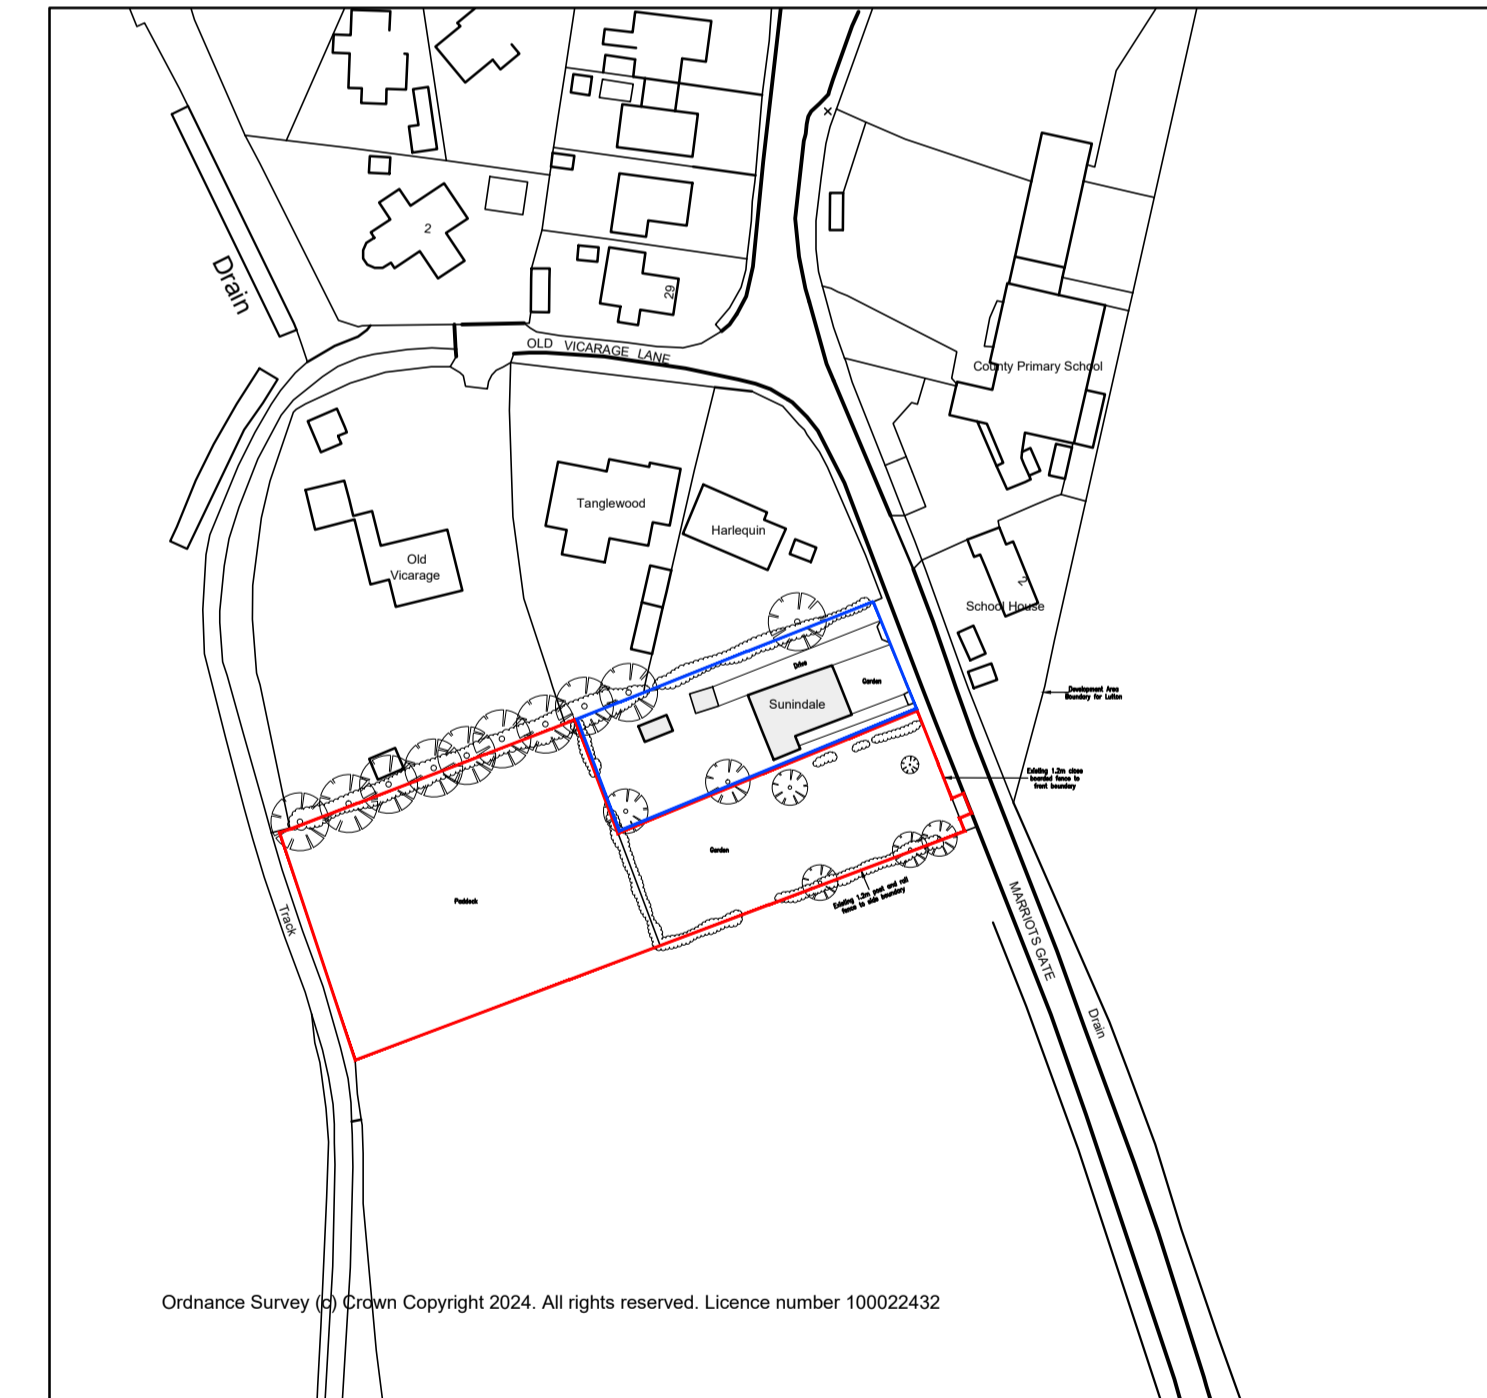 2
29
Drain
OLD VICARAGE LANE
County Primary School
Tanglewood
Harlequin
Old
Vicarage
2
School House
Drive
Garden
Sunindale
Development Area
Boundary for Lutton
Existing 1.2m close
boarded fence to
front boundary
Garden
Existing 1.2m post and rail
fence to side boundary
Paddock
Track
MARRIOTS GATE
Drain
Ordnance Survey (c) Crown Copyright 2024. All rights reserved. Licence number 100022432